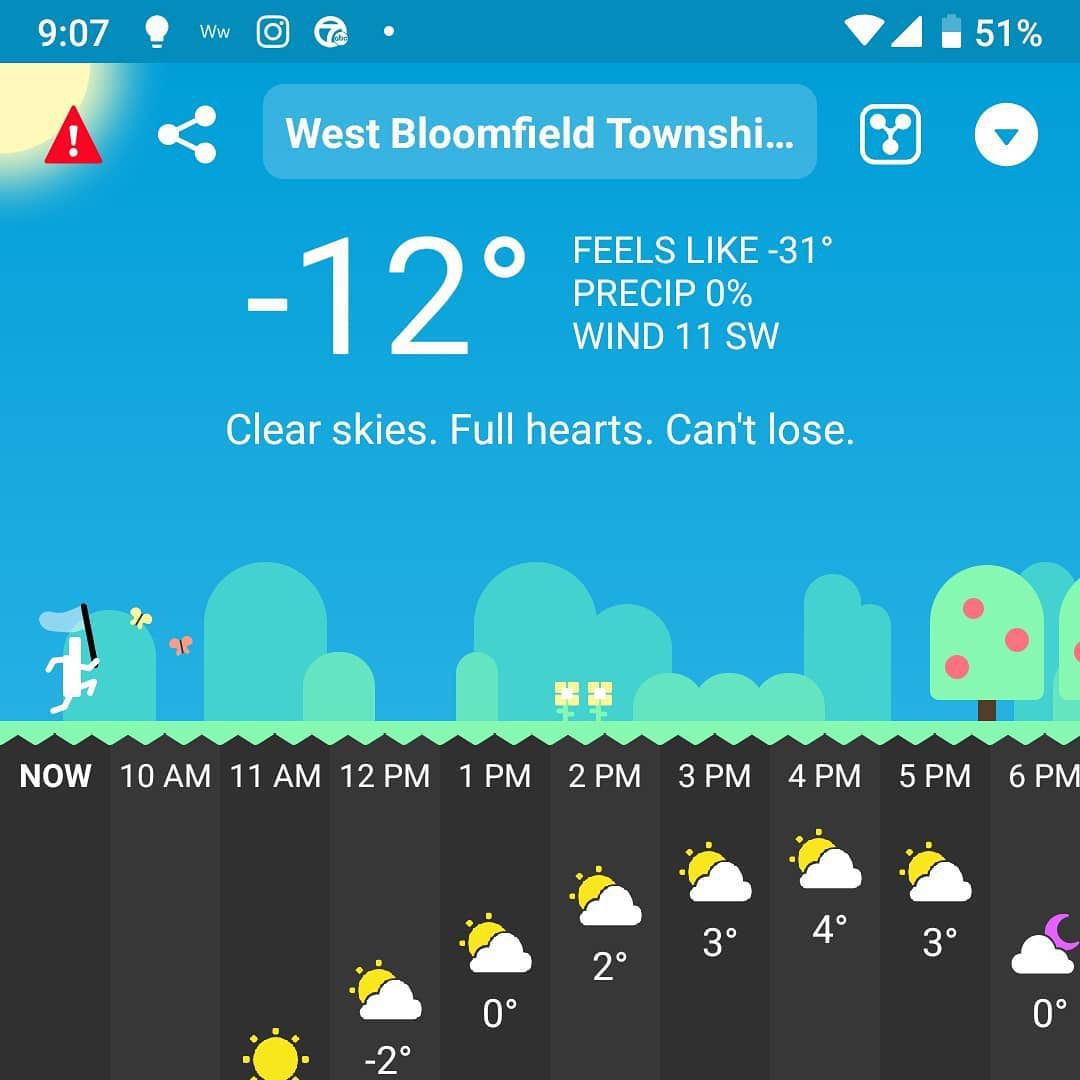 9:07
Ww
7
abc
51%
West Bloomfield Townshi...
-12°
FEELS LIKE -31°
PRECIP 0%
WIND 11 SW
Clear skies. Full hearts. Can't lose.
NOW 10 AM 11 AM 12 PM 1 PM 2 PM 3 PM 4 PM 5 PM 6 PM
4°
3° 3°
2°
0° 0°
-2°